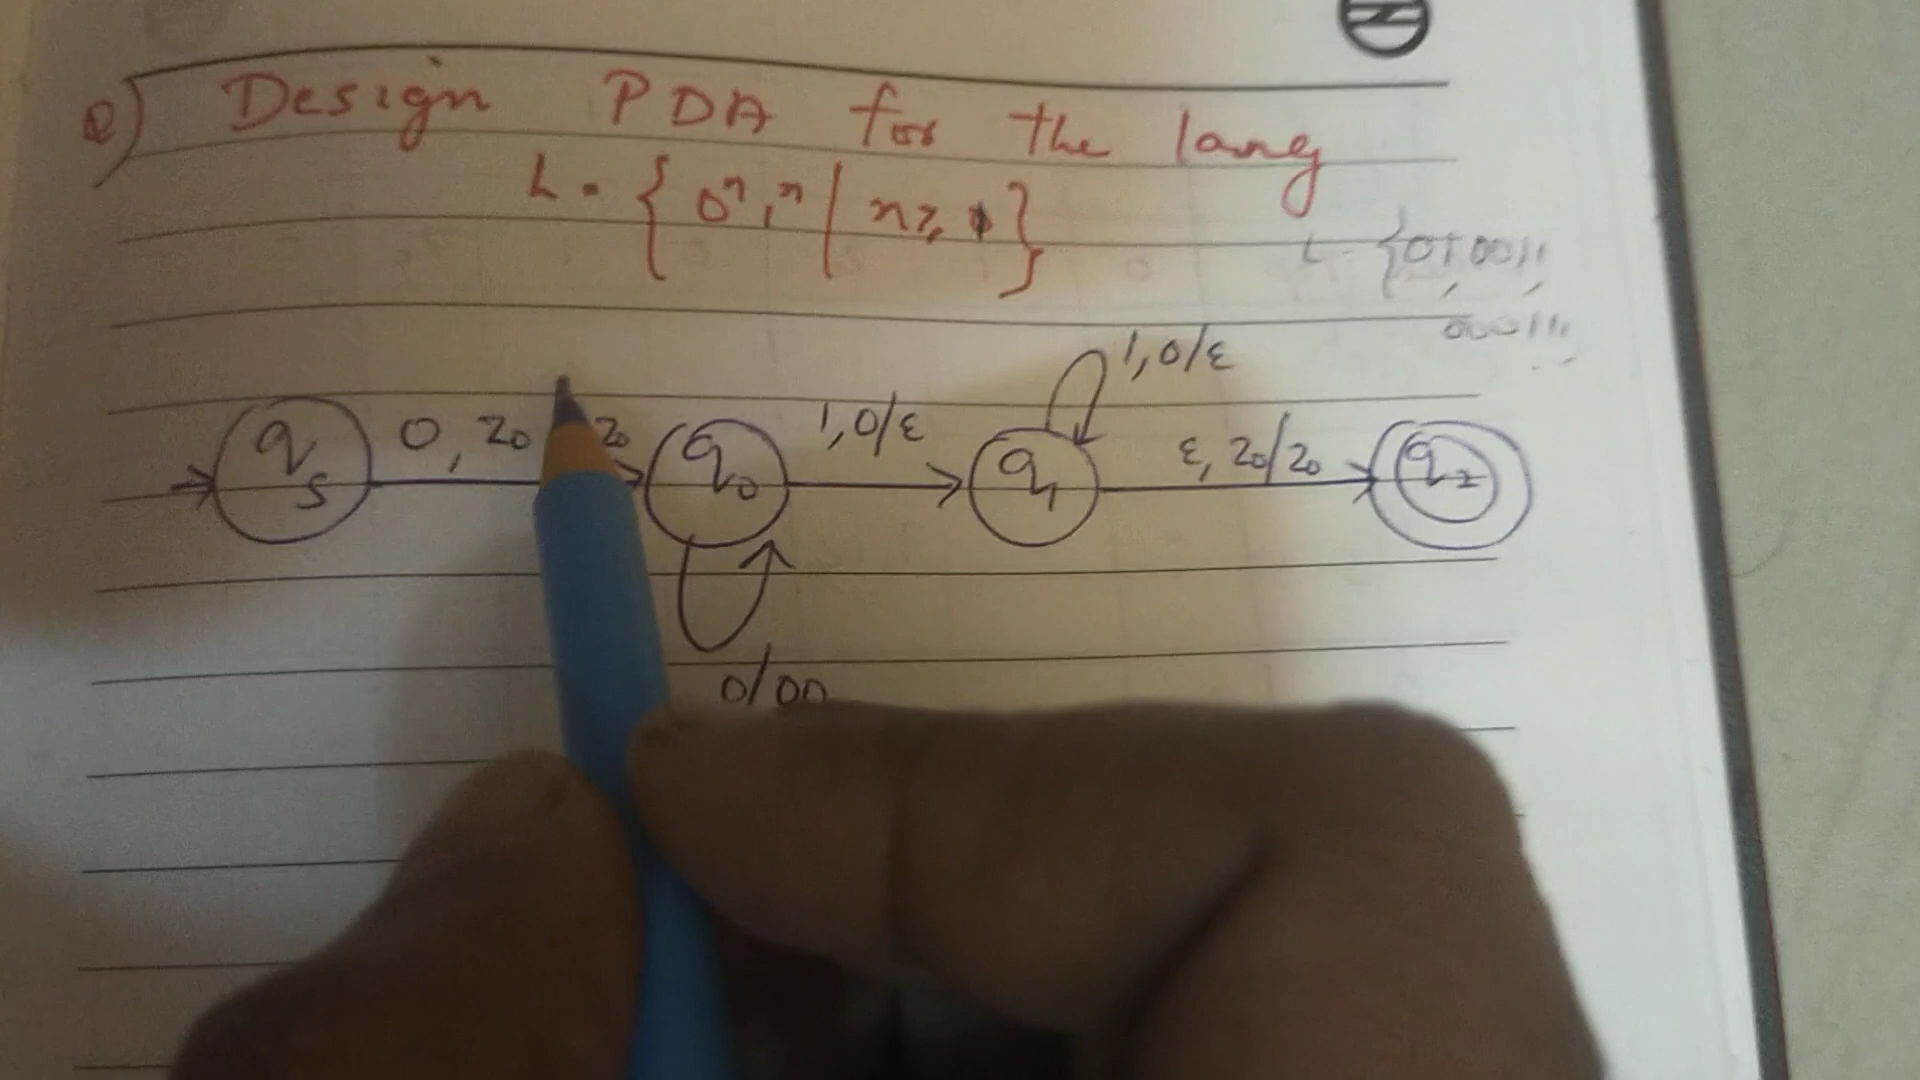 Q) Design PDA for the lang
L = { 0ⁿ1ⁿ | n≥1 }
L = {01, 0011,
000111,
1,0/ε
qs 0, z0 z0 q0 1,0/ε q1 ε, z0/z0 q2
0/00